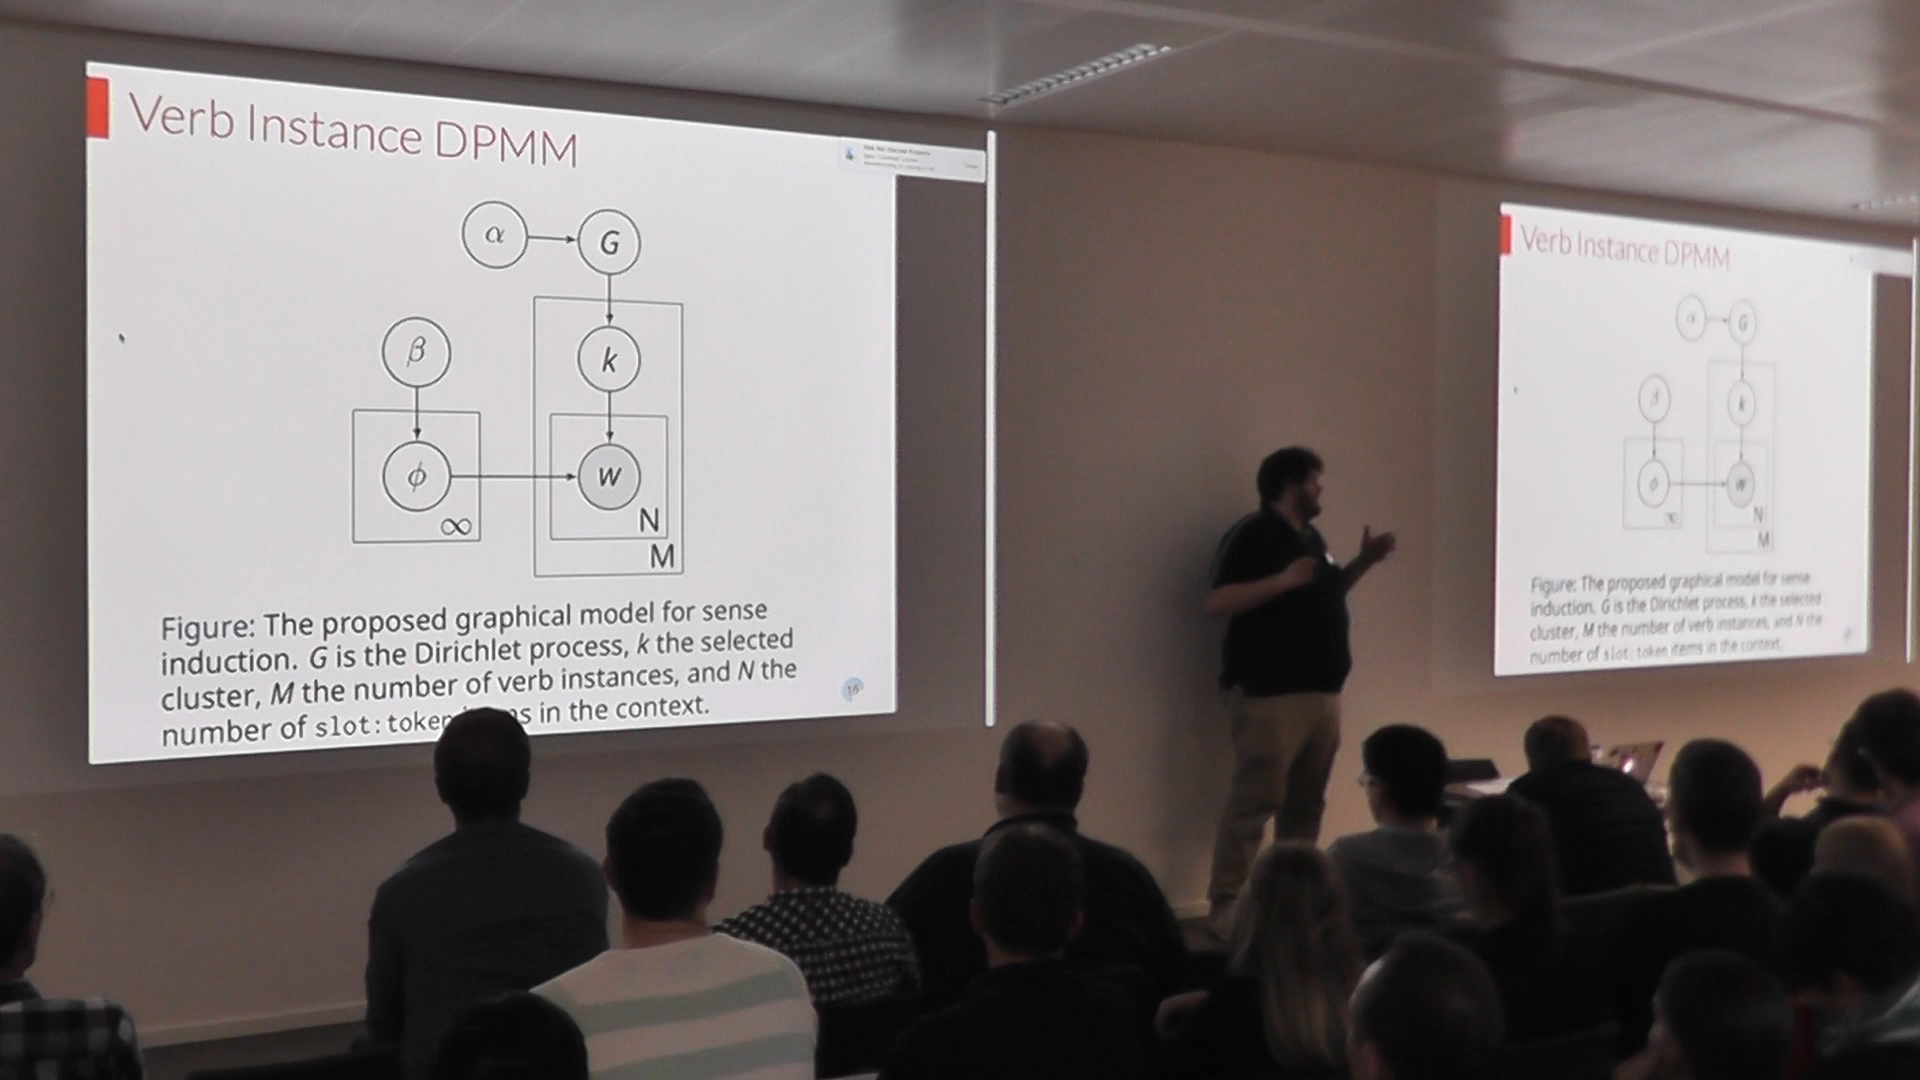 Verb Instance DPMM
α
G
β
k
ϕ
w
∞
N
M
Figure: The proposed graphical model for sense
induction. G is the Dirichlet process, k the selected
cluster, M the number of verb instances, and N the
number of slot:token in the context.
16
Verb Instance DPMM
α
G
β
k
ϕ
w
∞
N
M
Figure: The proposed graphical model for sense
induction. G is the Dirichlet process, k the selected
cluster, M the number of verb instances, and N the
number of slot:token items in the context.